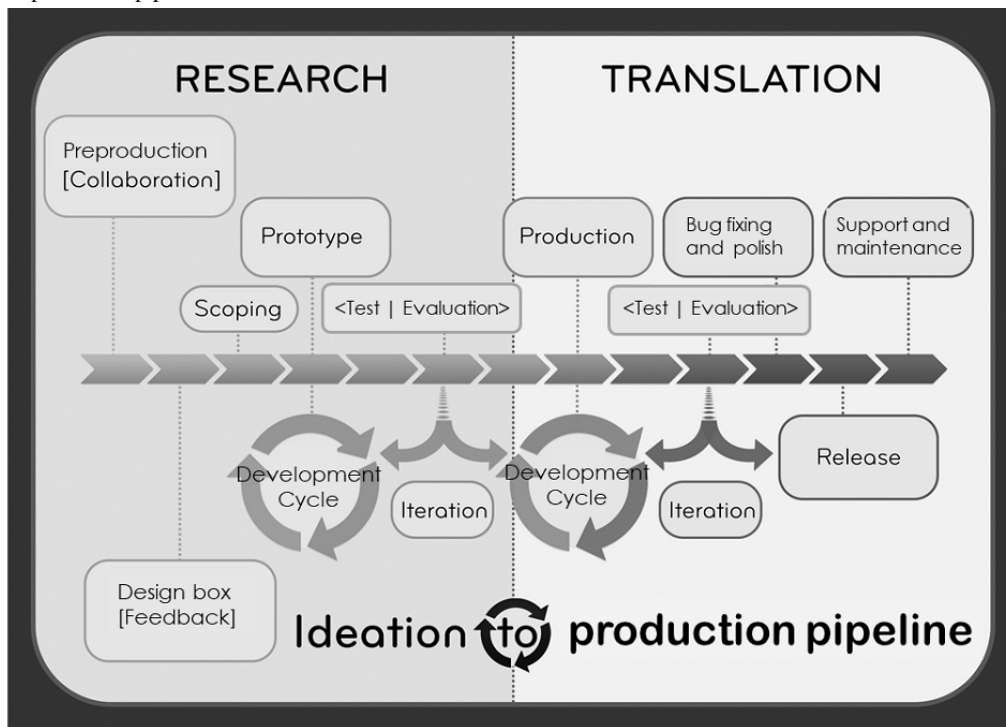 RESEARCH
TRANSLATION
Preproduction
[Collaboration]
Prototype
Production
Bug fixing
and polish
Support and
maintenance
Scoping
<Test | Evaluation>
<Test | Evaluation>
Development
Cycle
Iteration
Development
Cycle
Iteration
Release
Design box
[Feedback]
Ideation to production pipeline